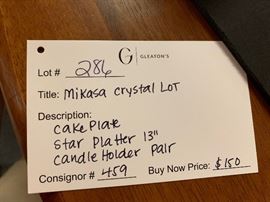 G | GLEATON'S
Lot # 286
Title: Mikasa Crystal LOT
Description:
Cake Plate
Star Platter 13"
Candle Holder Pair
Consignor # 459 Buy Now Price: $150